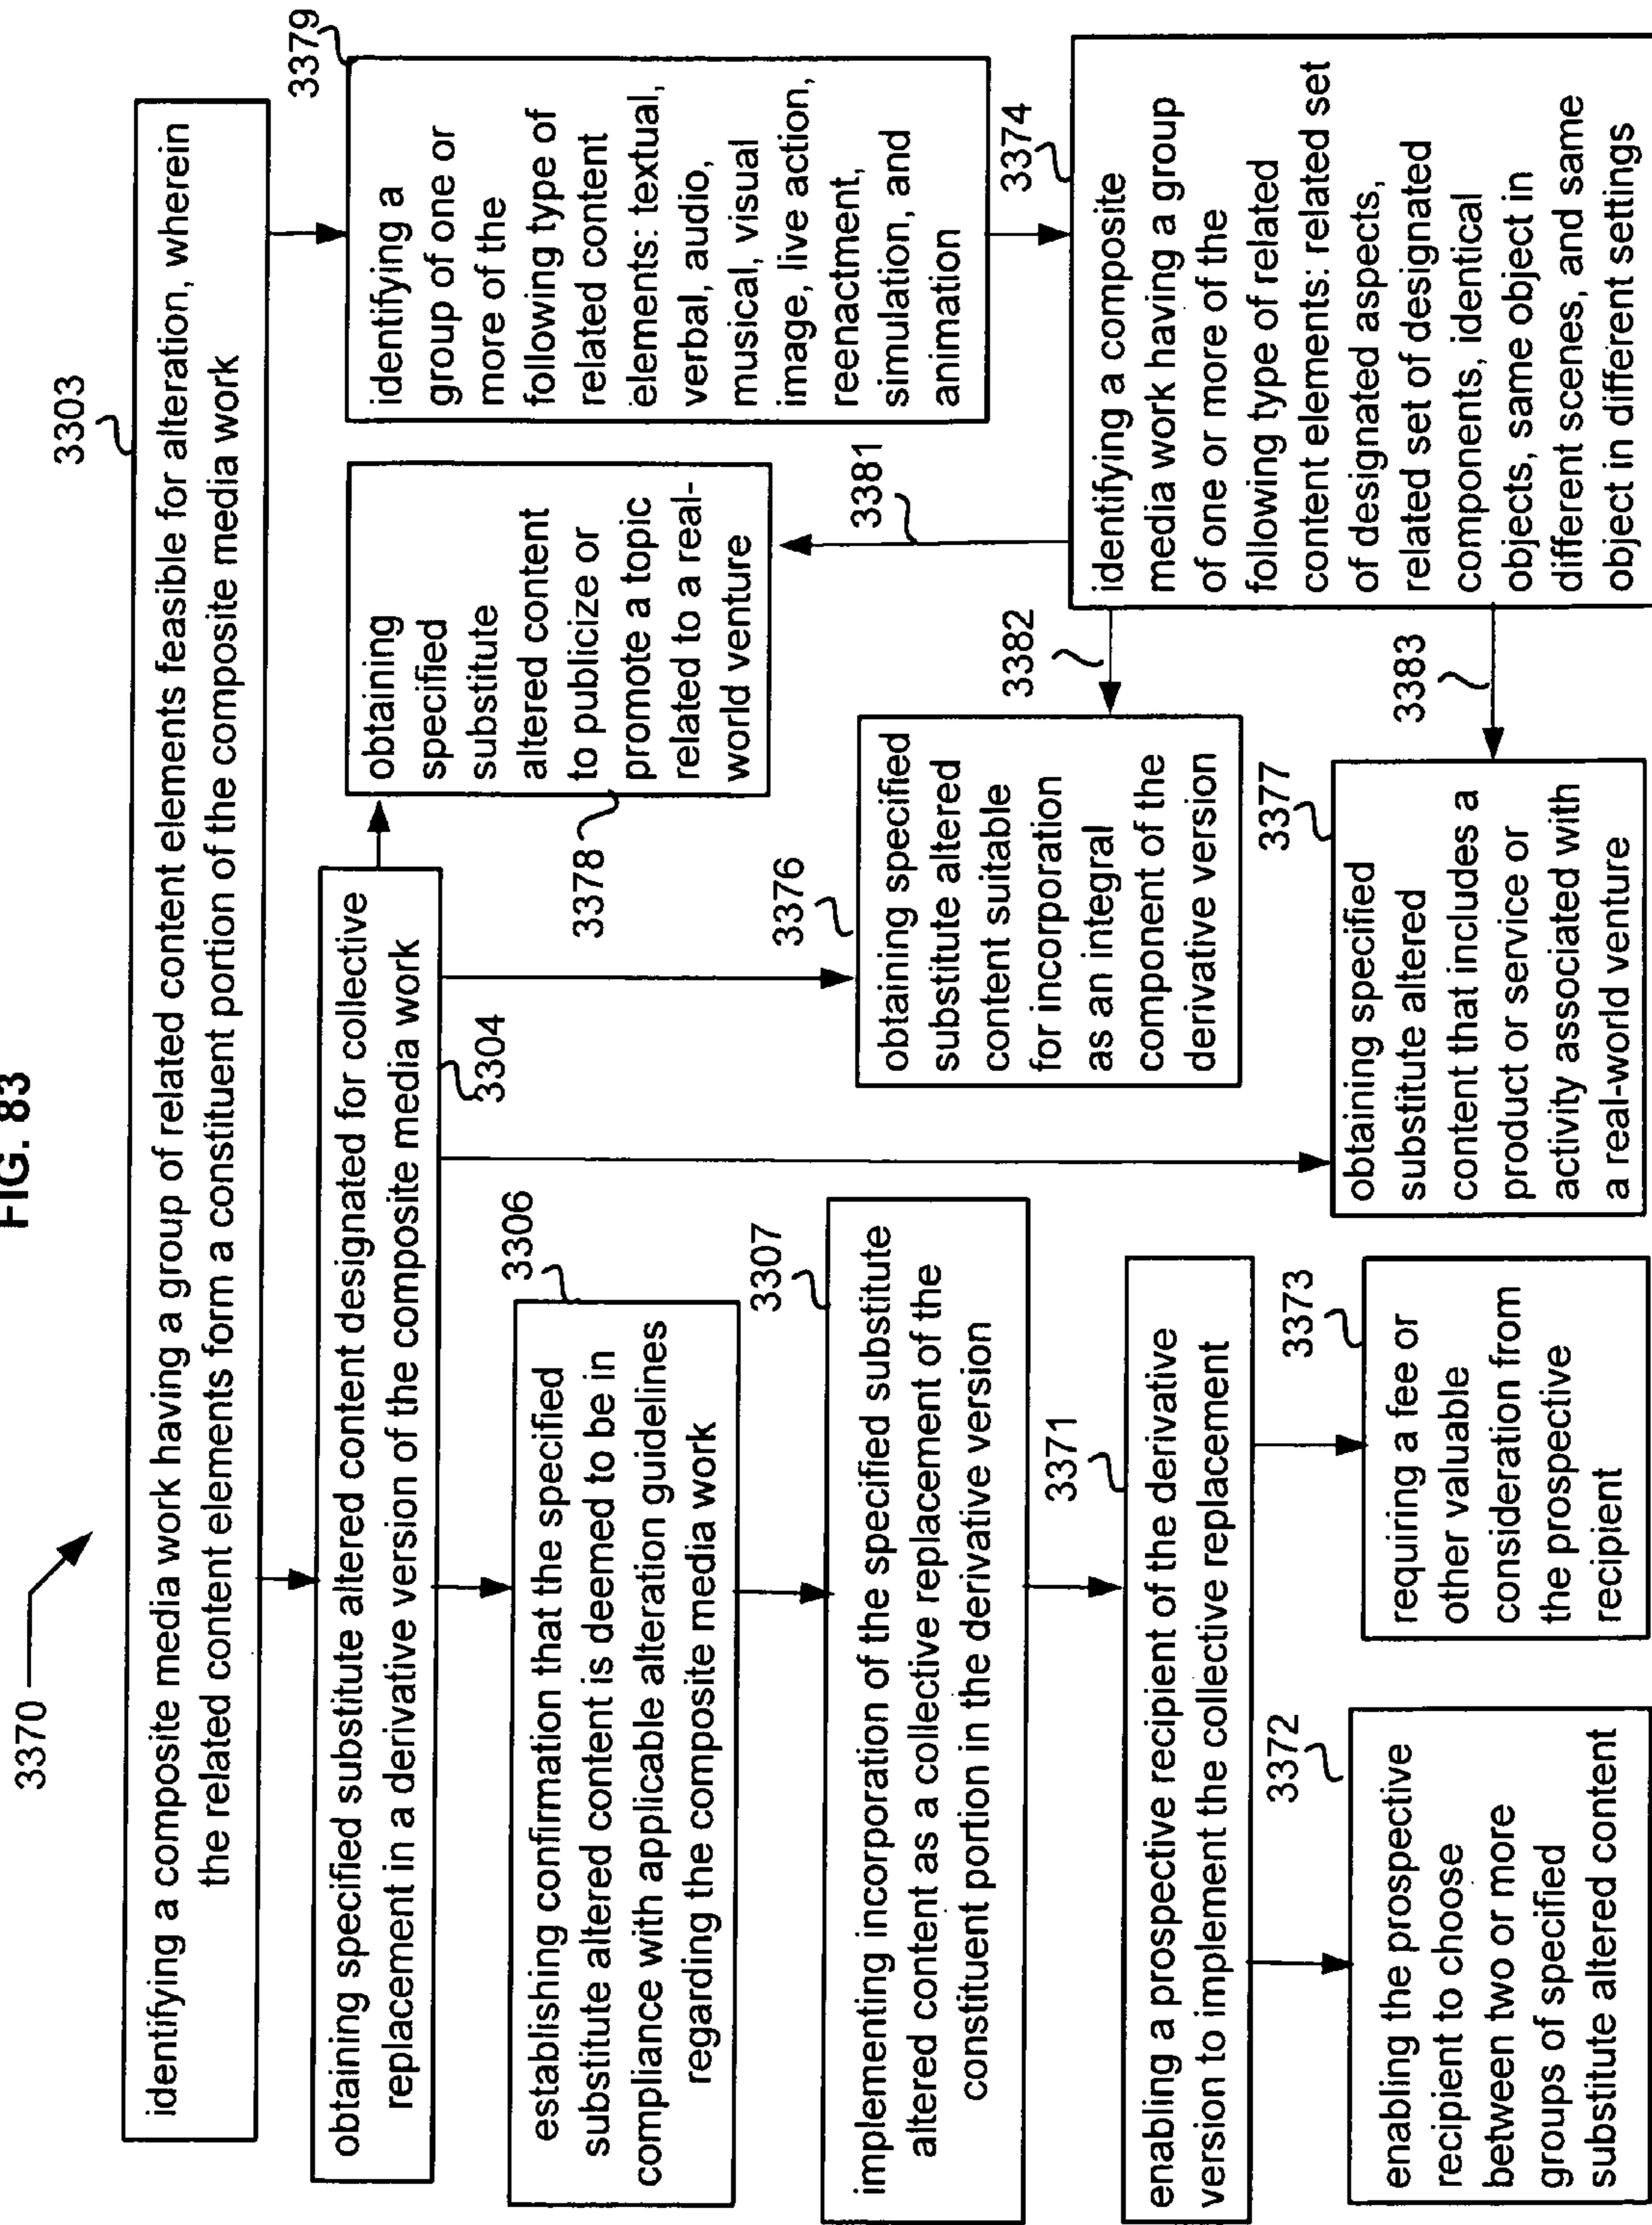 FIG. 83
3370
3303
identifying a composite media work having a group of related content elements feasible for alteration, wherein
the related content elements form a constituent portion of the composite media work
obtaining specified substitute altered content designated for collective
replacement in a derivative version of the composite media work
3304
3306
establishing confirmation that the specified
substitute altered content is deemed to be in
compliance with applicable alteration guidelines
regarding the composite media work
3307
implementing incorporation of the specified substitute
altered content as a collective replacement of the
constituent portion in the derivative version
3371
enabling a prospective recipient of the derivative
version to implement the collective replacement
3372
enabling the prospective
recipient to choose
between two or more
groups of specified
substitute altered content
3373
requiring a fee or
other valuable
consideration from
the prospective
recipient
3378
obtaining
specified
substitute
altered content
to publicize or
promote a topic
related to a real-
world venture
3376
obtaining specified
substitute altered
content suitable
for incorporation
as an integral
component of the
derivative version
3377
obtaining specified
substitute altered
content that includes a
product or service or
activity associated with
a real-world venture
3379
identifying a
group of one or
more of the
following type of
related content
elements: textual,
verbal, audio,
musical, visual
image, live action,
reenactment,
simulation, and
animation
3374
identifying a composite
media work having a group
of one or more of the
following type of related
content elements: related set
of designated aspects,
related set of designated
components, identical
objects, same object in
different scenes, and same
object in different settings
3381
3382
3383